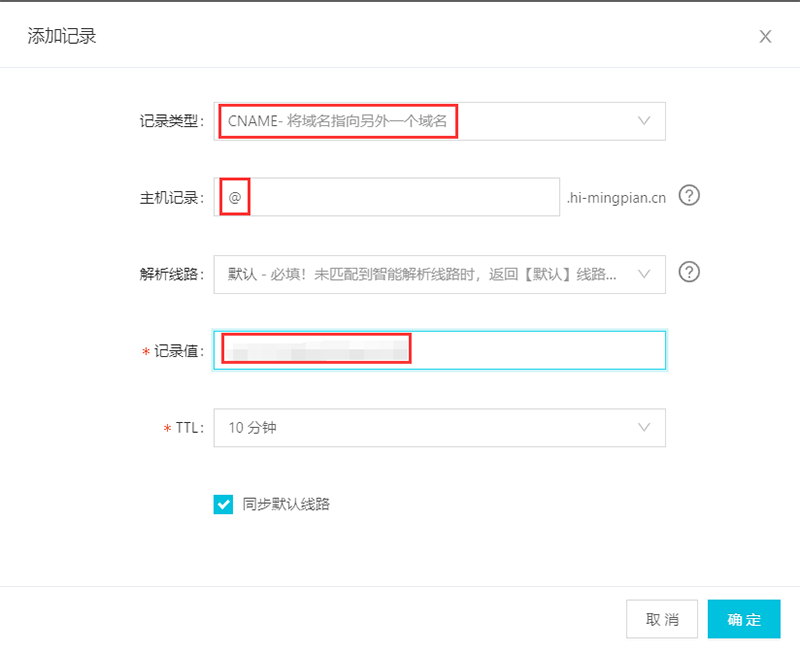 添加记录
记录类型: CNAME- 将域名指向另外一个域名
主机记录: @ .hi-mingpian.cn ?
解析线路: 默认 - 必填！未匹配到智能解析线路时，返回【默认】线路... ?
* 记录值:
* TTL: 10 分钟
同步默认线路
取 消 确 定